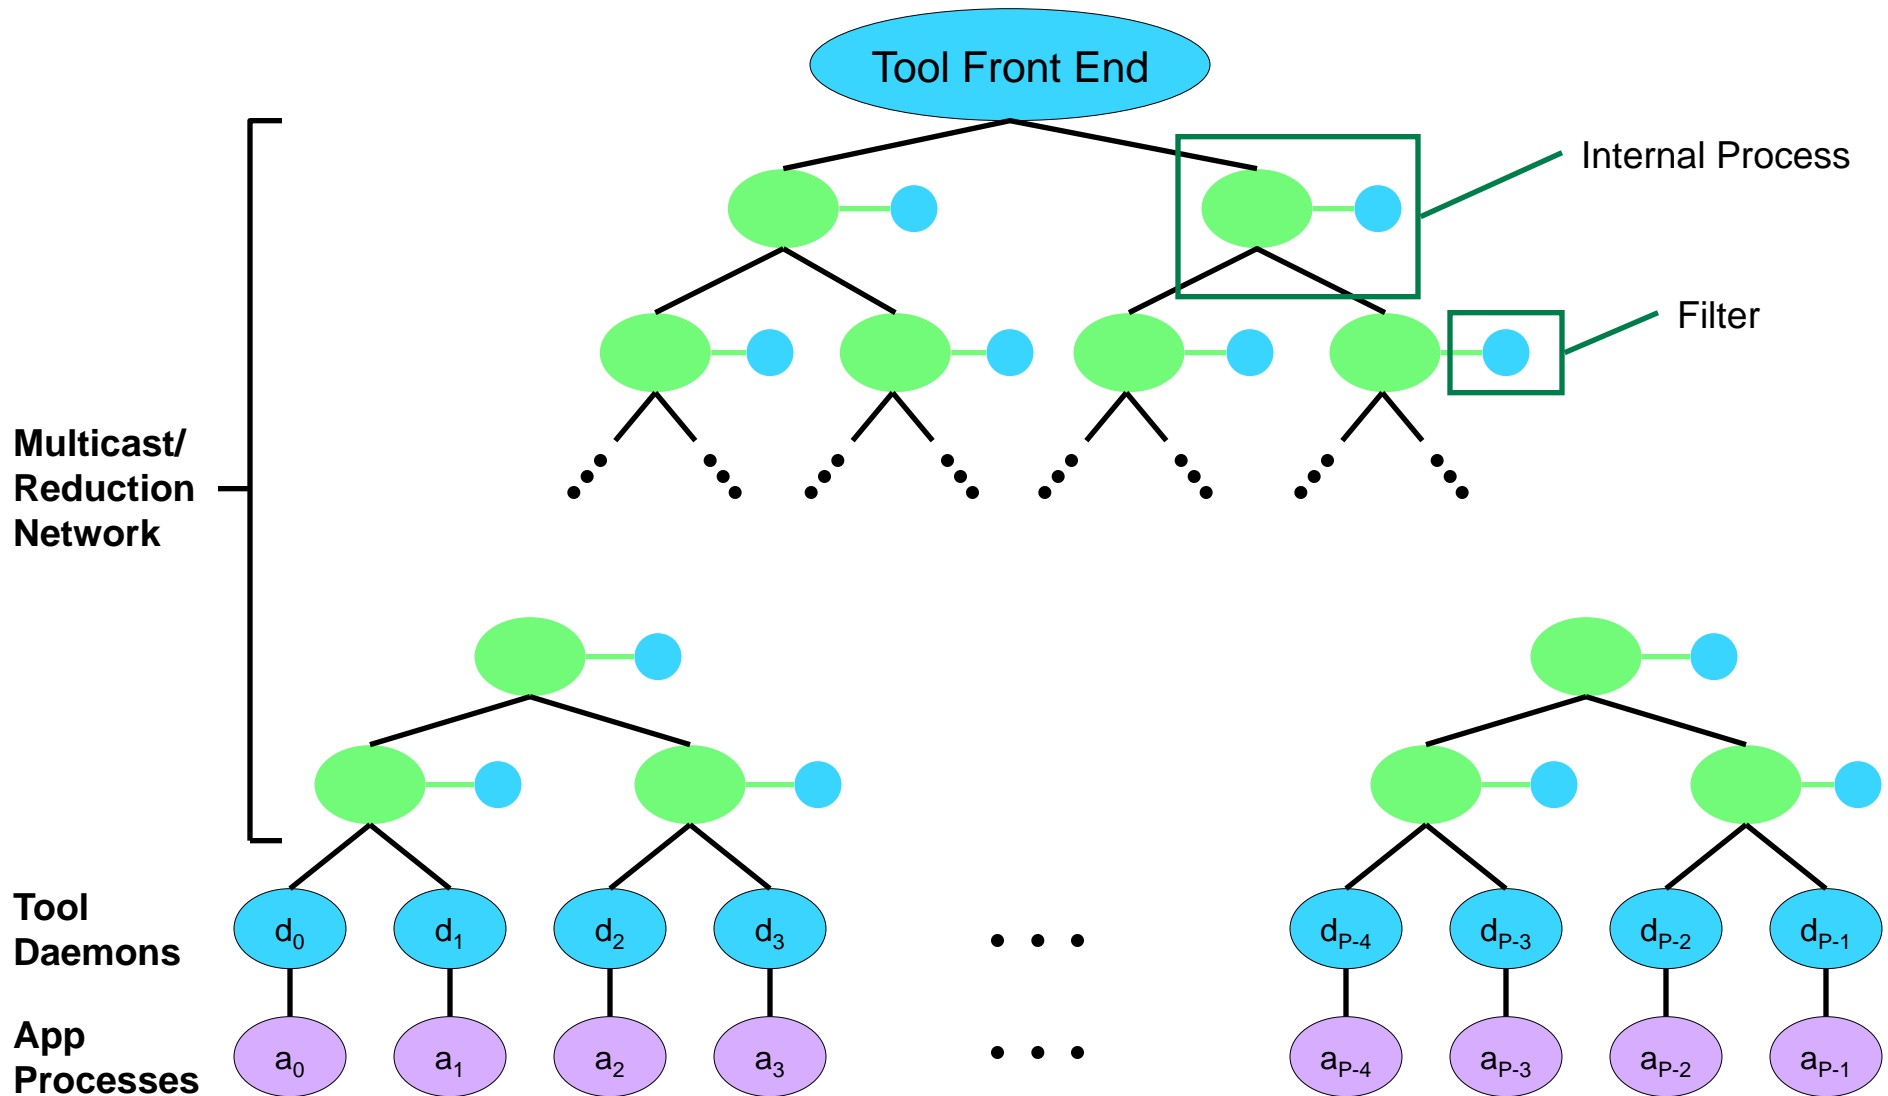 Tool Front End
Internal Process
Filter
Multicast/
Reduction
Network
Tool
Daemons
d0 d1 d2 d3 dP-4 dP-3 dP-2 dP-1
App
Processes
a0 a1 a2 a3 aP-4 aP-3 aP-2 aP-1